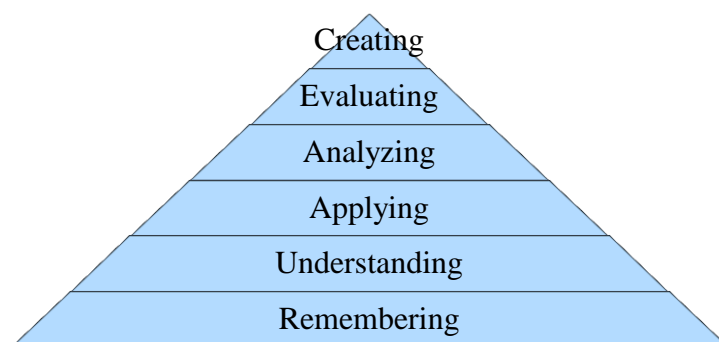 Creating
Evaluating
Analyzing
Applying
Understanding
Remembering